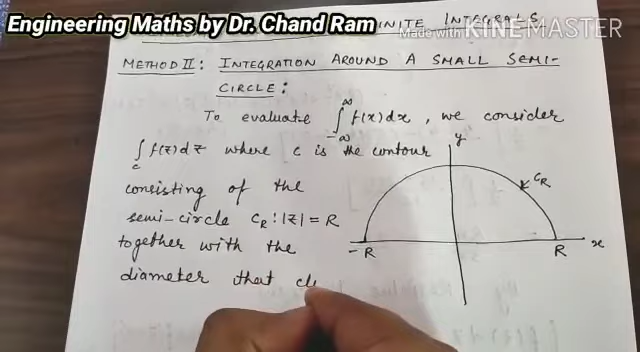 Engineering Maths by Dr. Chand Ram
FINITE INTEGRALS
Made with KINEMASTER
METHOD II: INTEGRATION AROUND A SMALL SEMI-
CIRCLE:
To evaluate ∫_{-∞}^{∞} f(x)dx, we consider
∫_c f(z)dz where c is the contour
consisting of the
semi-circle C_R : |z| = R
together with the
diameter that
y
C_R
-R
R
x